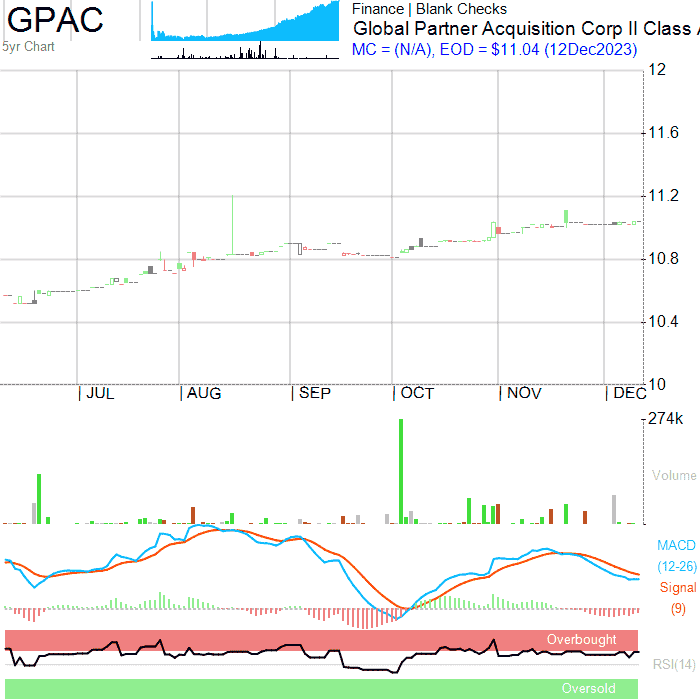 GPAC
5yr Chart
Finance | Blank Checks
Global Partner Acquisition Corp II Class A
MC = (N/A), EOD = $11.04 (12Dec2023)
12
11.6
11.2
10.8
10.4
10
| JUL | AUG | SEP | OCT | NOV | DEC
274k
Volume
MACD
(12-26)
Signal
(9)
Overbought
RSI(14)
Oversold